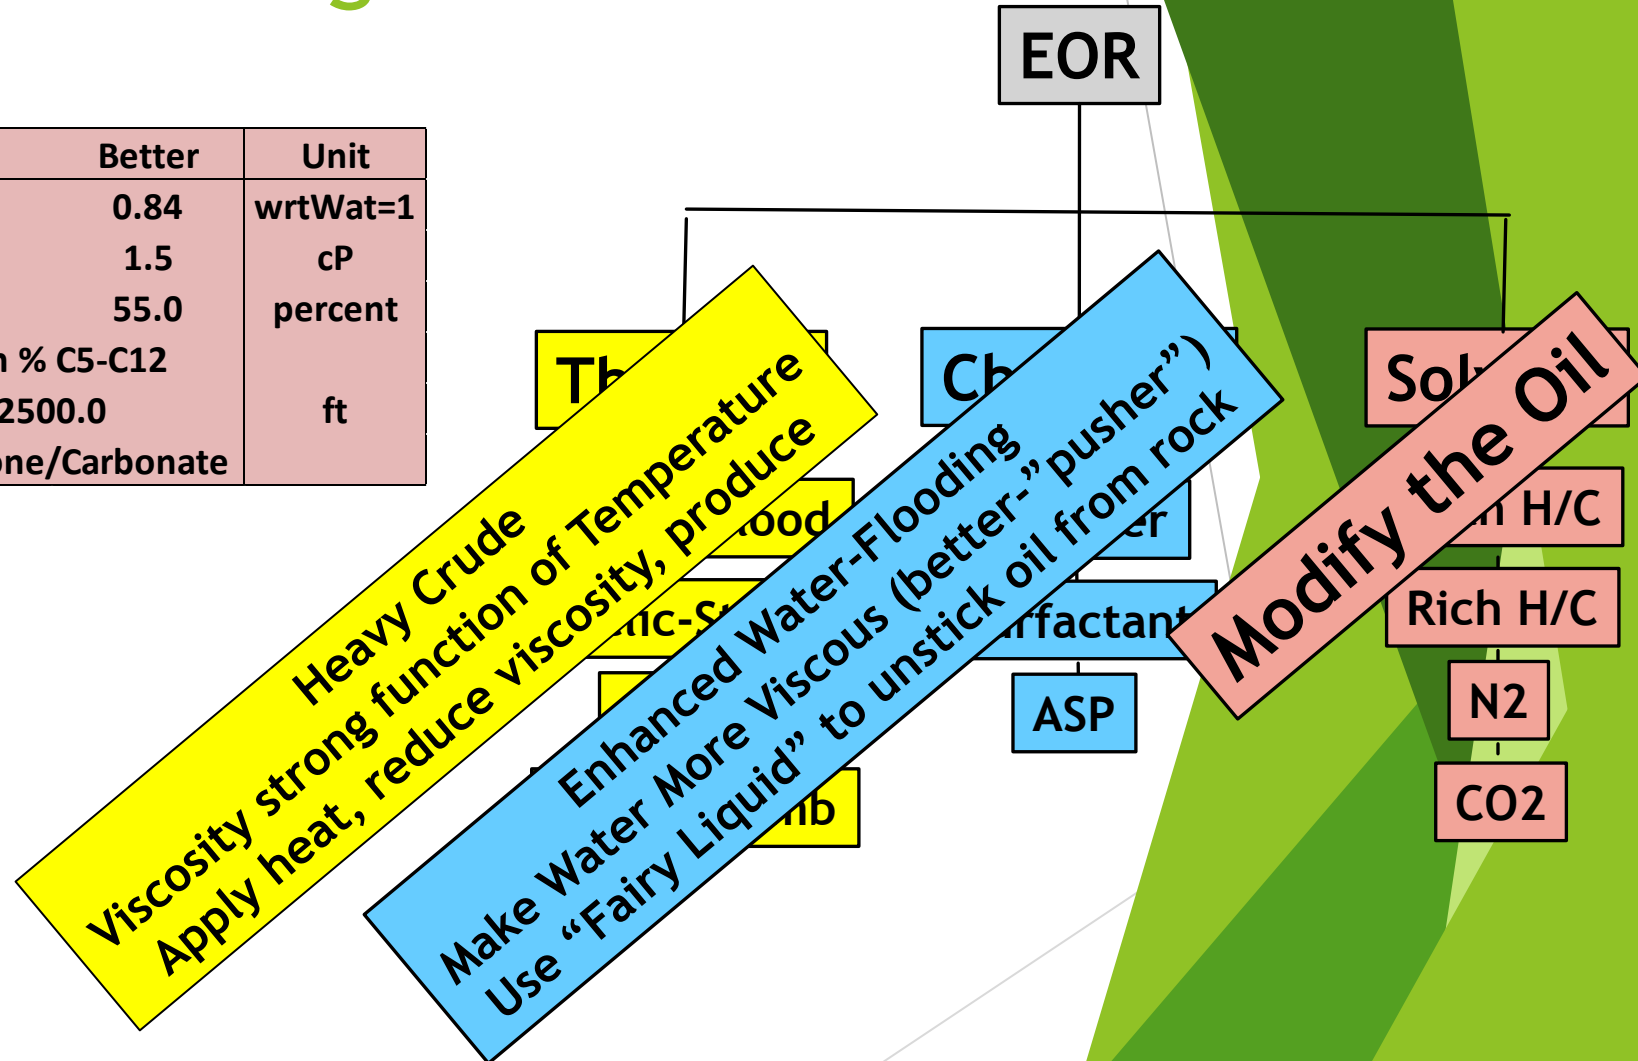 EOR
Better Unit
0.84 wrtWat=1
1.5 cP
55.0 percent
% C5-C12
2500.0 ft
/Carbonate
Heavy Crude
Viscosity strong function of Temperature
Apply heat, reduce viscosity, produce
Enhanced Water-Flooding
Make Water More Viscous (better-”pusher”)
Use “Fairy Liquid” to unstick oil from rock
ASP
Modify the Oil
H/C
Rich H/C
N2
CO2